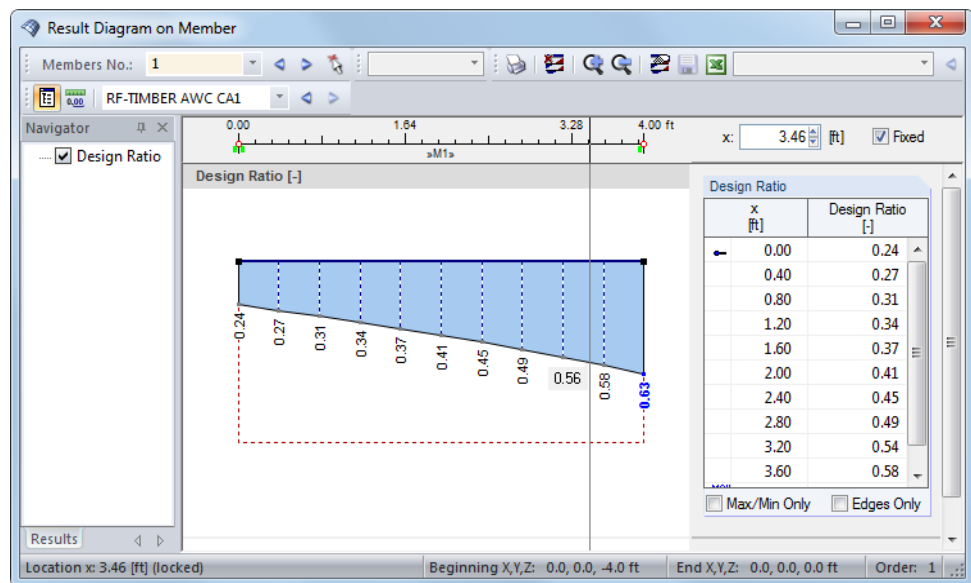 Result Diagram on Member
Members No.: 1
RF-TIMBER AWC CA1
Navigator
Design Ratio
0.00 1.64 3.28 4.00 ft
»M1»
x: 3.46 [ft] Fixed
Design Ratio [-]
0.24
0.27
0.31
0.34
0.37
0.41
0.45
0.49
0.56
0.58
0.63
Design Ratio
x Design Ratio
[ft] [-]
0.00 0.24
0.40 0.27
0.80 0.31
1.20 0.34
1.60 0.37
2.00 0.41
2.40 0.45
2.80 0.49
3.20 0.54
3.60 0.58
Max/Min Only Edges Only
Results
Location x: 3.46 [ft] (locked) Beginning X,Y,Z: 0.0, 0.0, -4.0 ft End X,Y,Z: 0.0, 0.0, 0.0 ft Order: 1